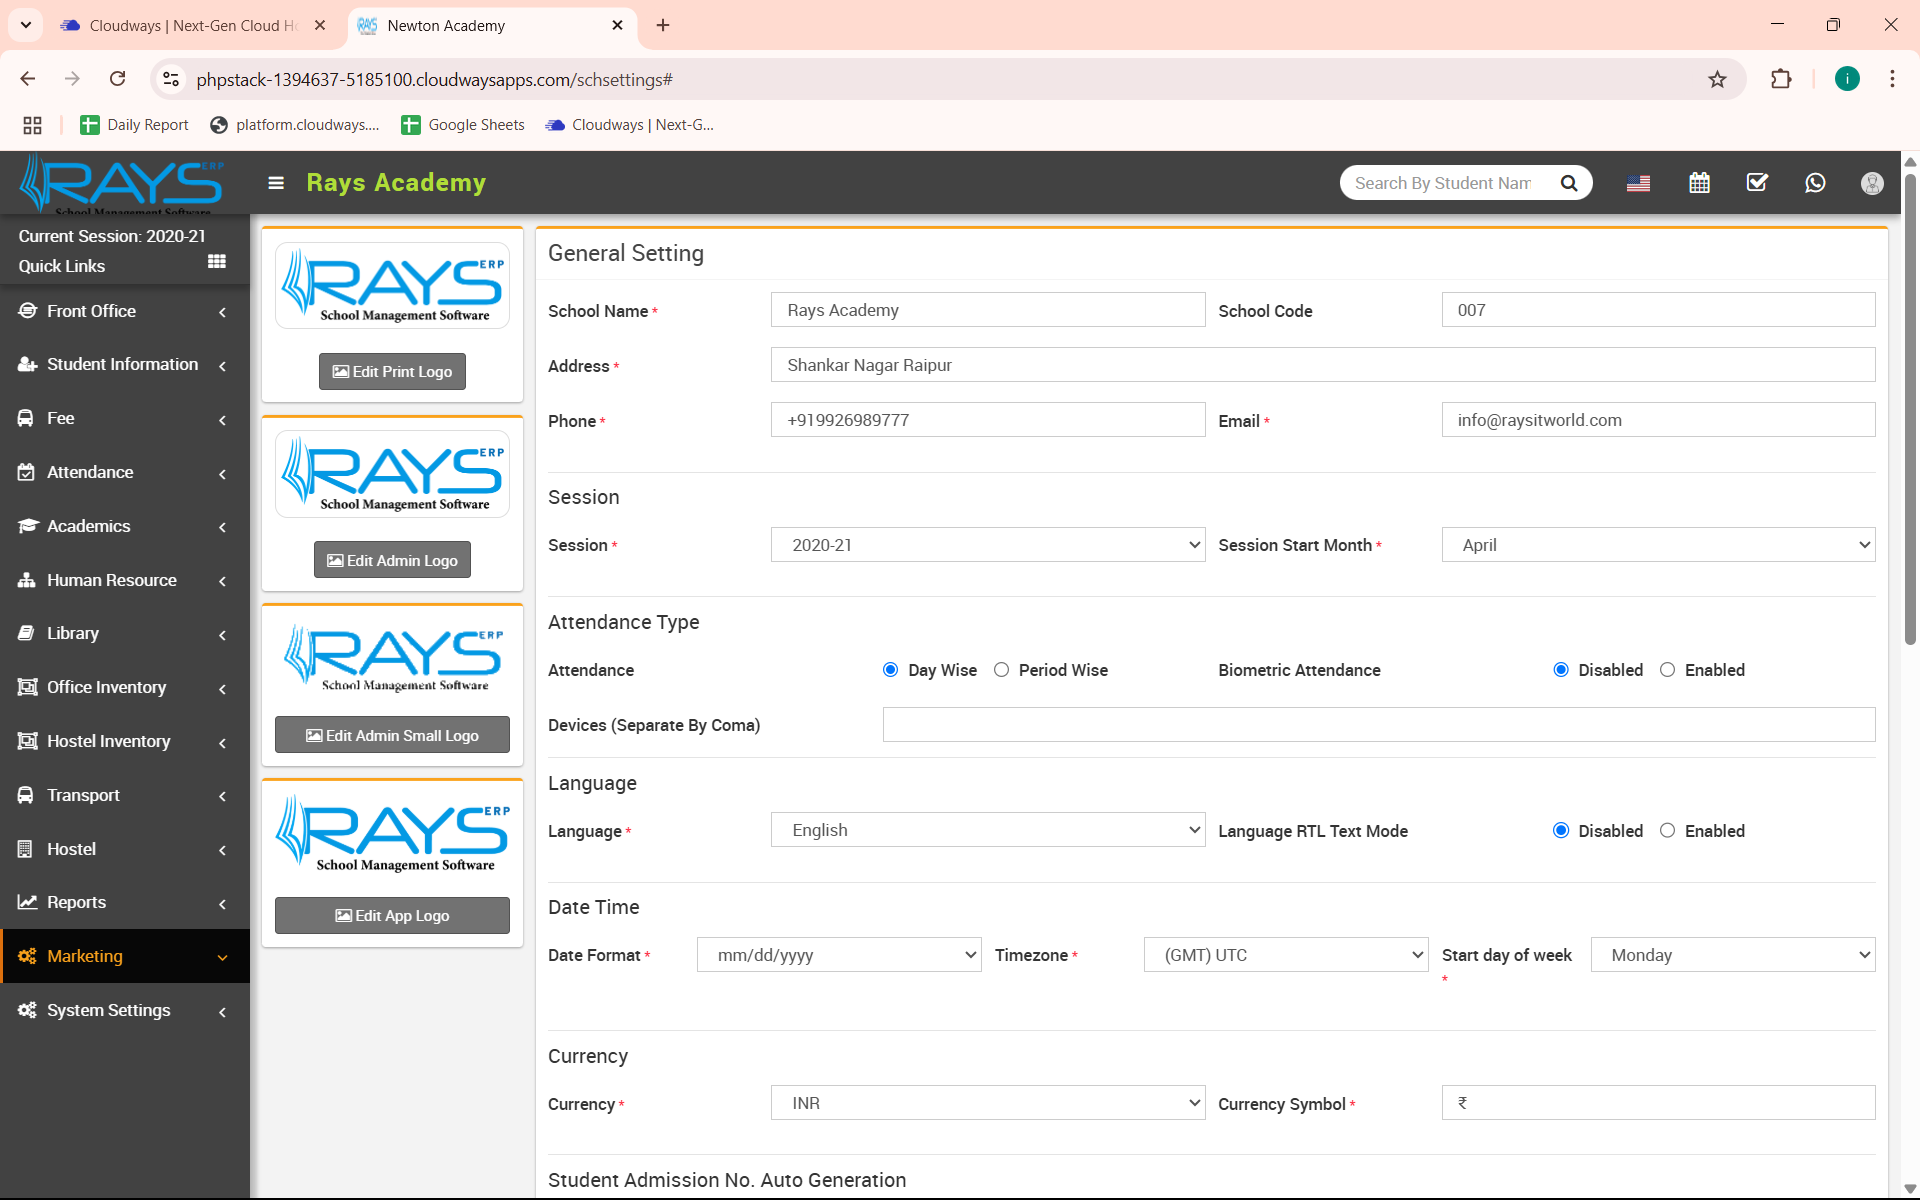 Cloudways | Next-Gen Cloud Ho
Newton Academy
phpstack-1394637-5185100.cloudwaysapps.com/schsettings#
i
Daily Report
platform.cloudways....
Google Sheets
Cloudways | Next-G...
RAYS ERP
School Management Software
Rays Academy
Search By Student Nam
Current Session: 2020-21
Quick Links
Front Office
Student Information
Fee
Attendance
Academics
Human Resource
Library
Office Inventory
Hostel Inventory
Transport
Hostel
Reports
Marketing
System Settings
RAYS ERP
School Management Software
Edit Print Logo
RAYS ERP
School Management Software
Edit Admin Logo
RAYS ERP
School Management Software
Edit Admin Small Logo
RAYS ERP
School Management Software
Edit App Logo
General Setting
School Name * Rays Academy School Code 007
Address * Shankar Nagar Raipur
Phone * +919926989777 Email * info@raysitworld.com
Session
Session * 2020-21 Session Start Month * April
Attendance Type
Attendance Day Wise Period Wise Biometric Attendance Disabled Enabled
Devices (Separate By Coma)
Language
Language * English Language RTL Text Mode Disabled Enabled
Date Time
Date Format * mm/dd/yyyy Timezone * (GMT) UTC Start day of week * Monday
Currency
Currency * INR Currency Symbol * ₹
Student Admission No. Auto Generation